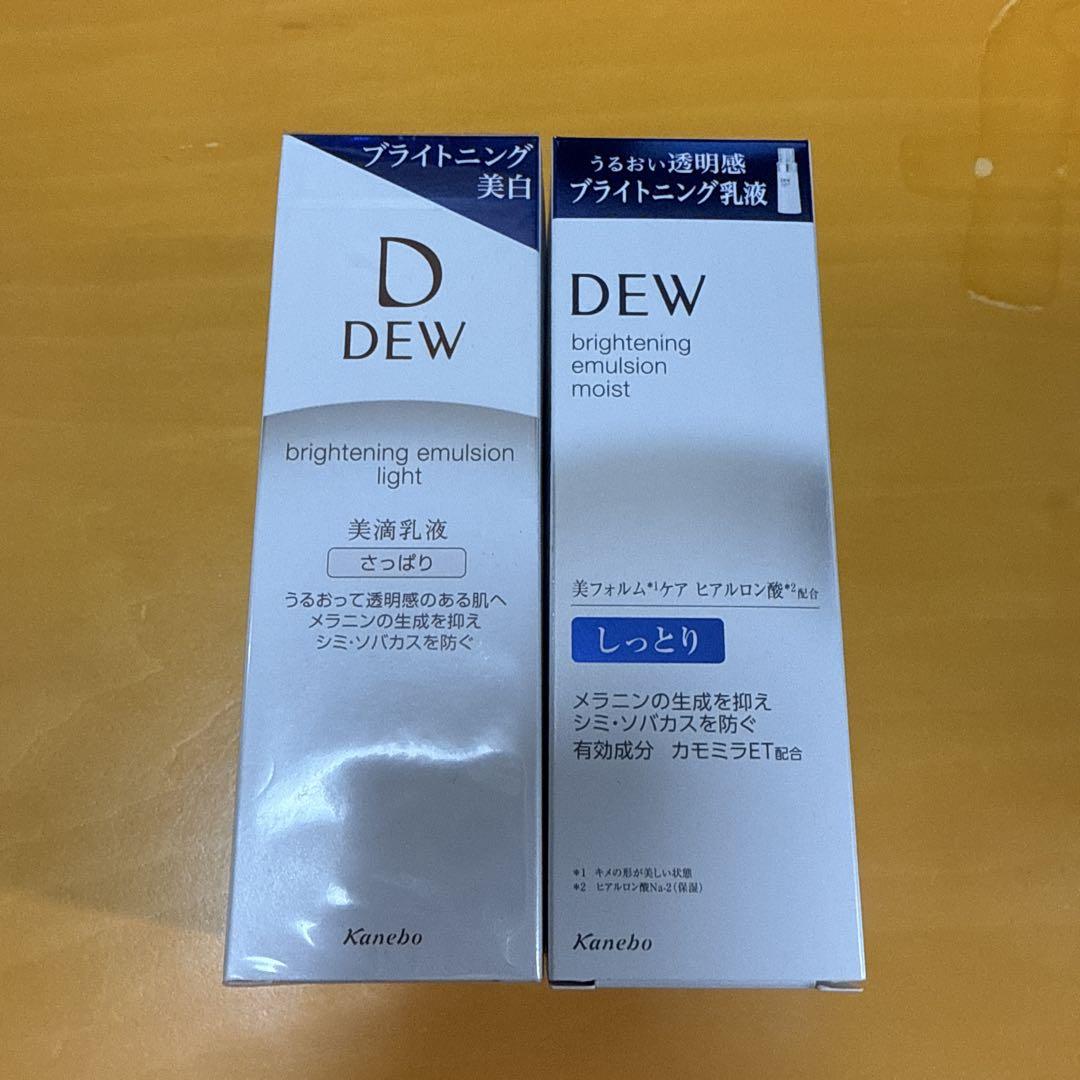 ブライトニング
美白
D
DEW
brightening emulsion
light
美滴乳液
さっぱり
うるおって透明感のある肌へ
メラニンの生成を抑え
シミ・ソバカスを防ぐ
Kanebo
うるおい透明感
ブライトニング乳液
DEW
brightening
emulsion
moist
美フォルム*1ケア ヒアルロン酸*2配合
しっとり
メラニンの生成を抑え
シミ・ソバカスを防ぐ
有効成分 カモミラET配合
*1 キメの形が美しい状態
*2 ヒアルロン酸Na-2(保湿)
Kanebo